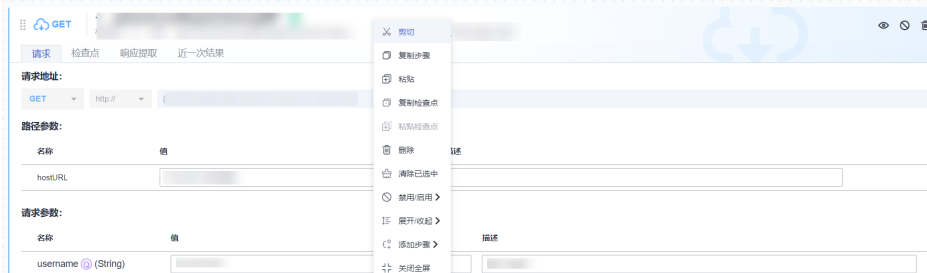 GET
剪切
请求 检查点 响应提取 近一次结果
复制步骤
请求地址:
粘贴
GET http://
复制检查点
路径参数:
粘贴检查点
名称 值 描述
删除
hostURL
清除已选中
禁用/启用
请求参数:
展开/收起
名称 值 描述
添加步骤
username Q (String)
关闭全屏